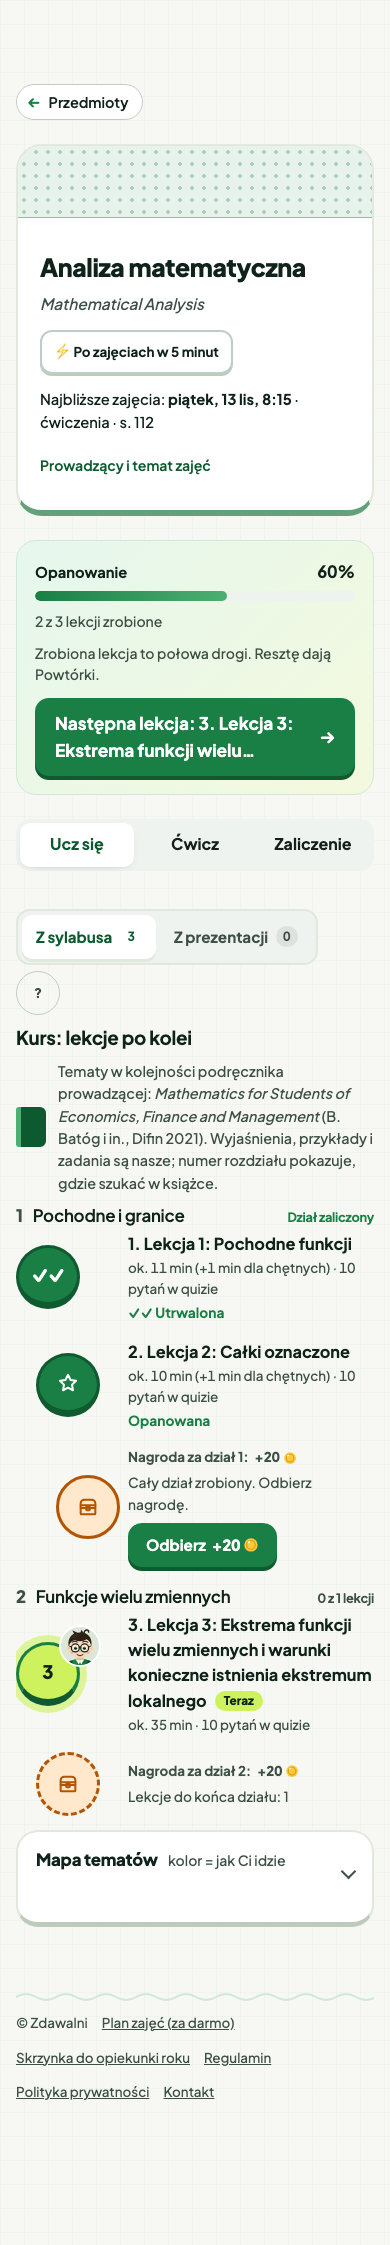 ← Przedmioty
Analiza matematyczna
Mathematical Analysis
⚡ Po zajęciach w 5 minut
Najbliższe zajęcia: piątek, 13 lis, 8:15 ·
ćwiczenia · s. 112
Prowadzący i temat zajęć
Opanowanie 60%
2 z 3 lekcji zrobione
Zrobiona lekcja to połowa drogi. Resztę dają
Powtórki.
Następna lekcja: 3. Lekcja 3:
Ekstrema funkcji wielu… →
Ucz się Ćwicz Zaliczenie
Z sylabusa 3 Z prezentacji 0
?
Kurs: lekcje po kolei
Tematy w kolejności podręcznika
prowadzącej: Mathematics for Students of
Economics, Finance and Management (B.
Batóg i in., Difin 2021). Wyjaśnienia, przykłady i
zadania są nasze; numer rozdziału pokazuje,
gdzie szukać w książce.
1 Pochodne i granice Dział zaliczony
1. Lekcja 1: Pochodne funkcji
ok. 11 min (+1 min dla chętnych) · 10
pytań w quizie
✓✓ Utrwalona
2. Lekcja 2: Całki oznaczone
ok. 10 min (+1 min dla chętnych) · 10
pytań w quizie
Opanowana
Nagroda za dział 1: +20
Cały dział zrobiony. Odbierz
nagrodę.
Odbierz +20
2 Funkcje wielu zmiennych 0 z 1 lekcji
3
3. Lekcja 3: Ekstrema funkcji
wielu zmiennych i warunki
konieczne istnienia ekstremum
lokalnego Teraz
ok. 35 min · 10 pytań w quizie
Nagroda za dział 2: +20
Lekcje do końca działu: 1
Mapa tematów kolor = jak Ci idzie
© Zdawalni Plan zajęć (za darmo)
Skrzynka do opiekunki roku Regulamin
Polityka prywatności Kontakt